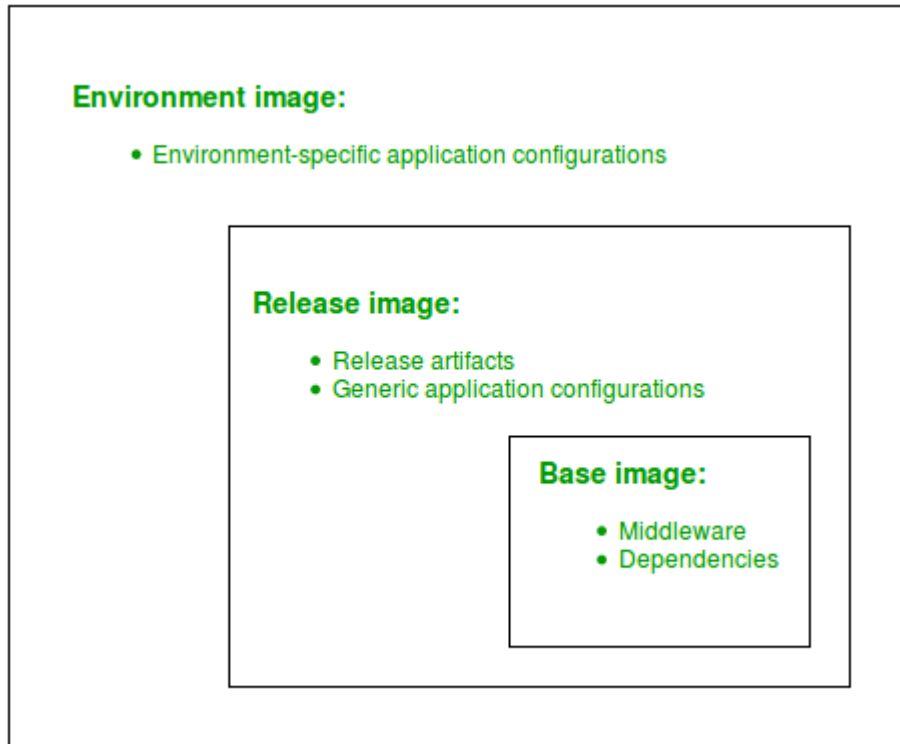 Environment image:
• Environment-specific application configurations
Release image:
• Release artifacts
• Generic application configurations
Base image:
• Middleware
• Dependencies